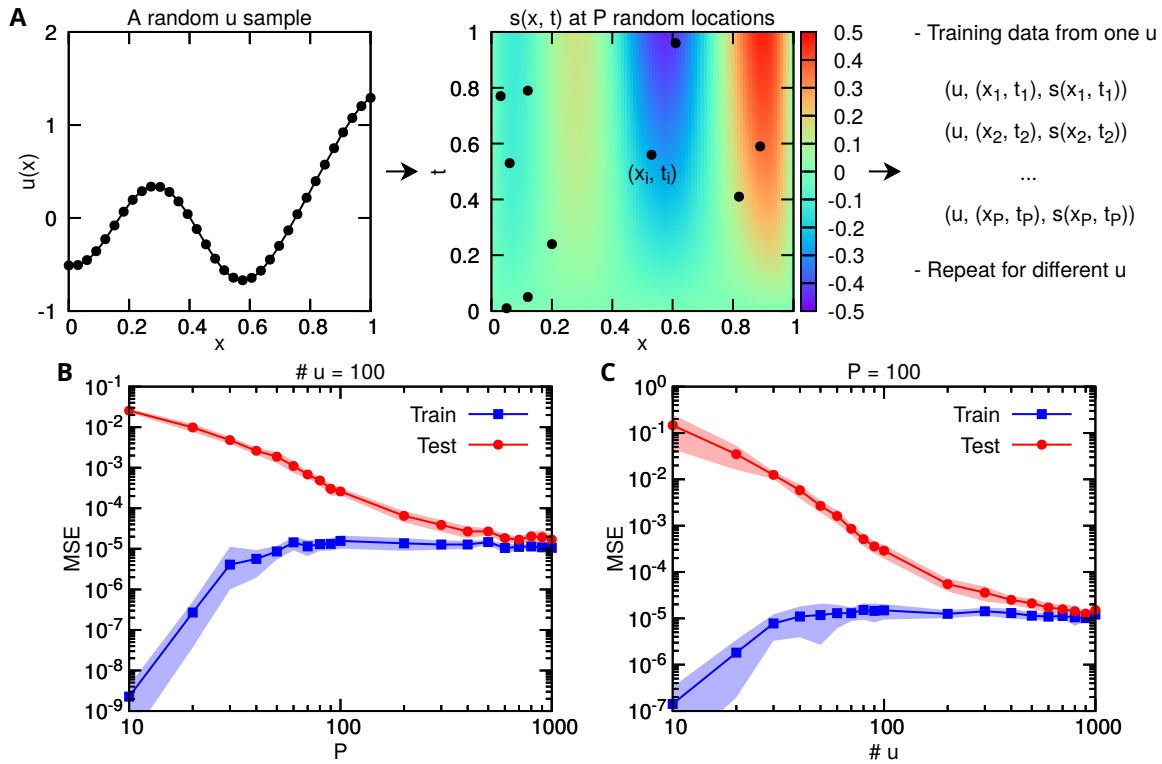 A
A random u sample
2
1
0
-1
u(x)
0 0.2 0.4 0.6 0.8 1
x
s(x, t) at P random locations
1
0.8
0.6
0.4
0.2
0
t
(xi, ti)
0 0.2 0.4 0.6 0.8 1
x
0.5
0.4
0.3
0.2
0.1
0
-0.1
-0.2
-0.3
-0.4
-0.5
- Training data from one u
(u, (x1, t1), s(x1, t1))
(u, (x2, t2), s(x2, t2))
...
(u, (xP, tP), s(xP, tP))
- Repeat for different u
B
# u = 100
10-1
10-2
10-3
10-4
10-5
10-6
10-7
10-8
10-9
MSE
Train
Test
10 100 1000
P
C
P = 100
100
10-1
10-2
10-3
10-4
10-5
10-6
10-7
MSE
Train
Test
10 100 1000
# u